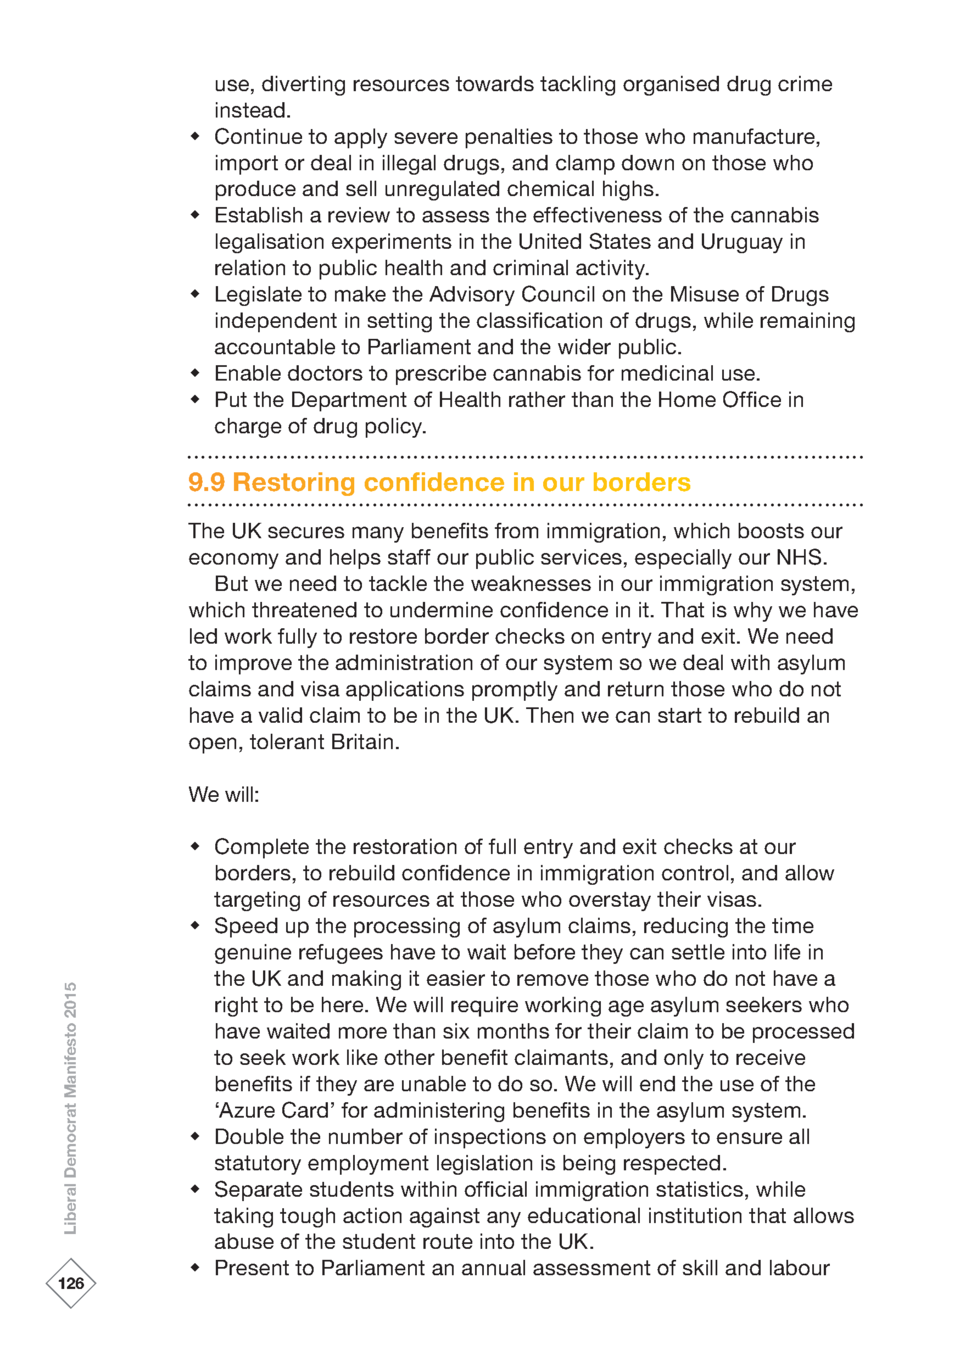 use, diverting resources towards tackling organised drug crime
instead.
◆ Continue to apply severe penalties to those who manufacture,
import or deal in illegal drugs, and clamp down on those who
produce and sell unregulated chemical highs.
◆ Establish a review to assess the effectiveness of the cannabis
legalisation experiments in the United States and Uruguay in
relation to public health and criminal activity.
◆ Legislate to make the Advisory Council on the Misuse of Drugs
independent in setting the classification of drugs, while remaining
accountable to Parliament and the wider public.
◆ Enable doctors to prescribe cannabis for medicinal use.
◆ Put the Department of Health rather than the Home Office in
charge of drug policy.
9.9 Restoring confidence in our borders
The UK secures many benefits from immigration, which boosts our
economy and helps staff our public services, especially our NHS.
But we need to tackle the weaknesses in our immigration system,
which threatened to undermine confidence in it. That is why we have
led work fully to restore border checks on entry and exit. We need
to improve the administration of our system so we deal with asylum
claims and visa applications promptly and return those who do not
have a valid claim to be in the UK. Then we can start to rebuild an
open, tolerant Britain.
We will:
◆ Complete the restoration of full entry and exit checks at our
borders, to rebuild confidence in immigration control, and allow
targeting of resources at those who overstay their visas.
◆ Speed up the processing of asylum claims, reducing the time
genuine refugees have to wait before they can settle into life in
the UK and making it easier to remove those who do not have a
right to be here. We will require working age asylum seekers who
have waited more than six months for their claim to be processed
to seek work like other benefit claimants, and only to receive
benefits if they are unable to do so. We will end the use of the
‘Azure Card’ for administering benefits in the asylum system.
◆ Double the number of inspections on employers to ensure all
statutory employment legislation is being respected.
◆ Separate students within official immigration statistics, while
taking tough action against any educational institution that allows
abuse of the student route into the UK.
◆ Present to Parliament an annual assessment of skill and labour
Liberal Democrat Manifesto 2015
126